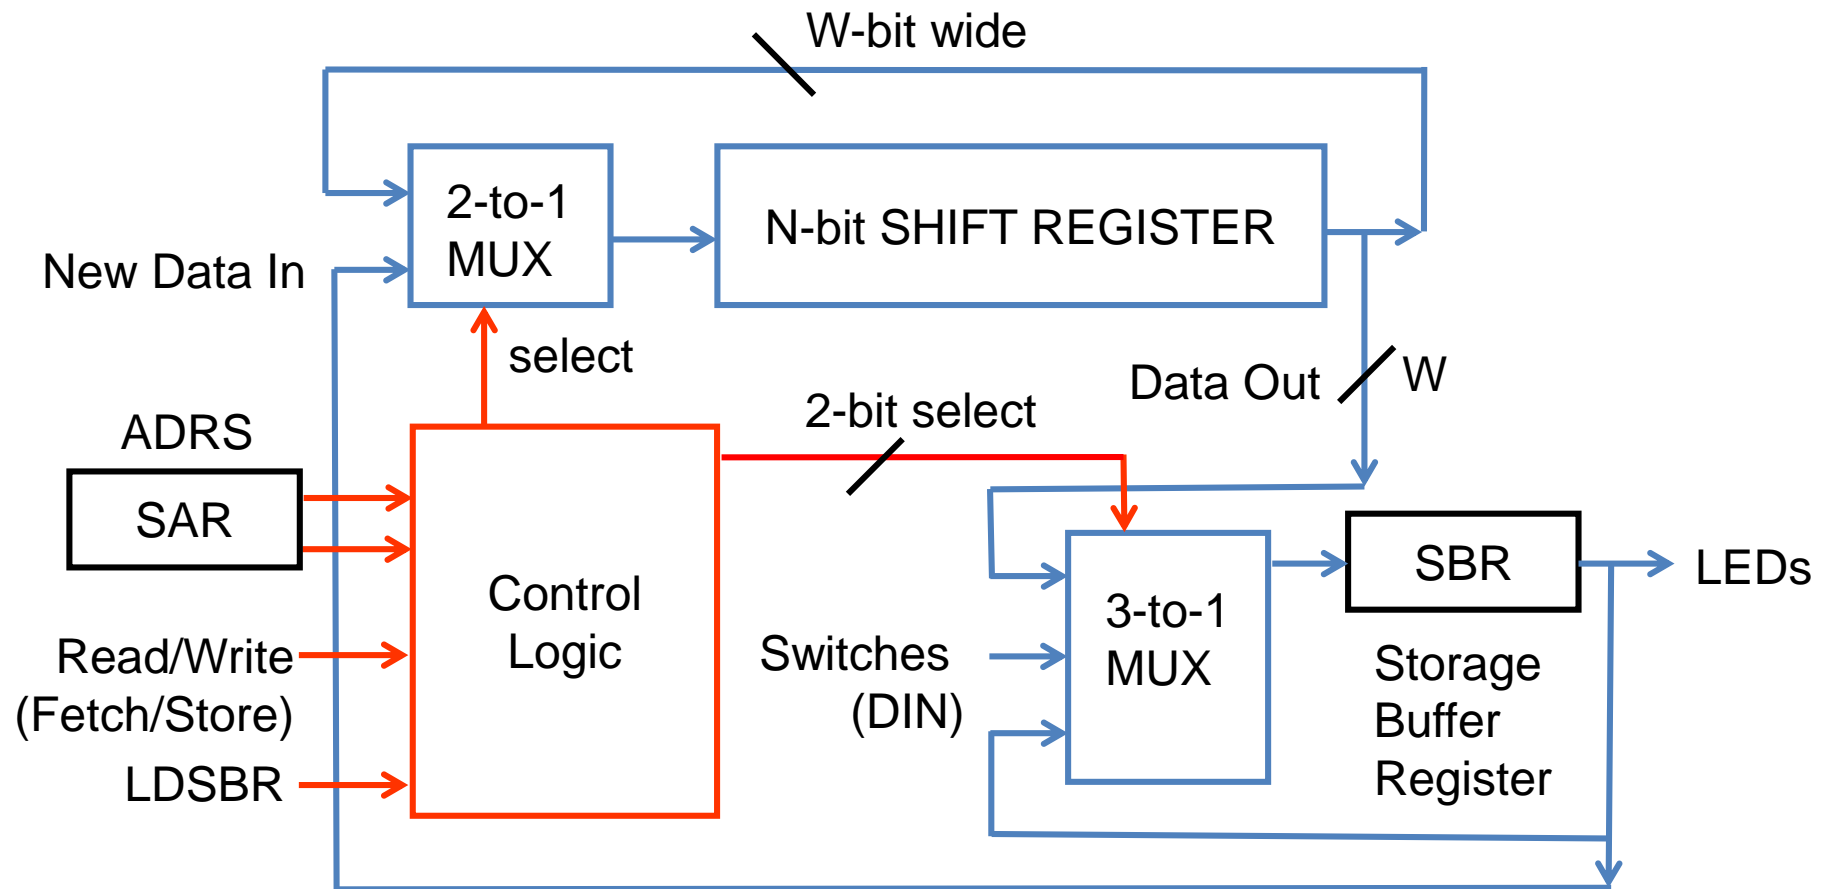 W-bit wide
2-to-1
MUX
N-bit SHIFT REGISTER
New Data In
select
Data Out
W
2-bit select
ADRS
SAR
Control
Logic
SBR
LEDs
3-to-1
MUX
Read/Write
(Fetch/Store)
Switches
(DIN)
Storage
Buffer
Register
LDSBR